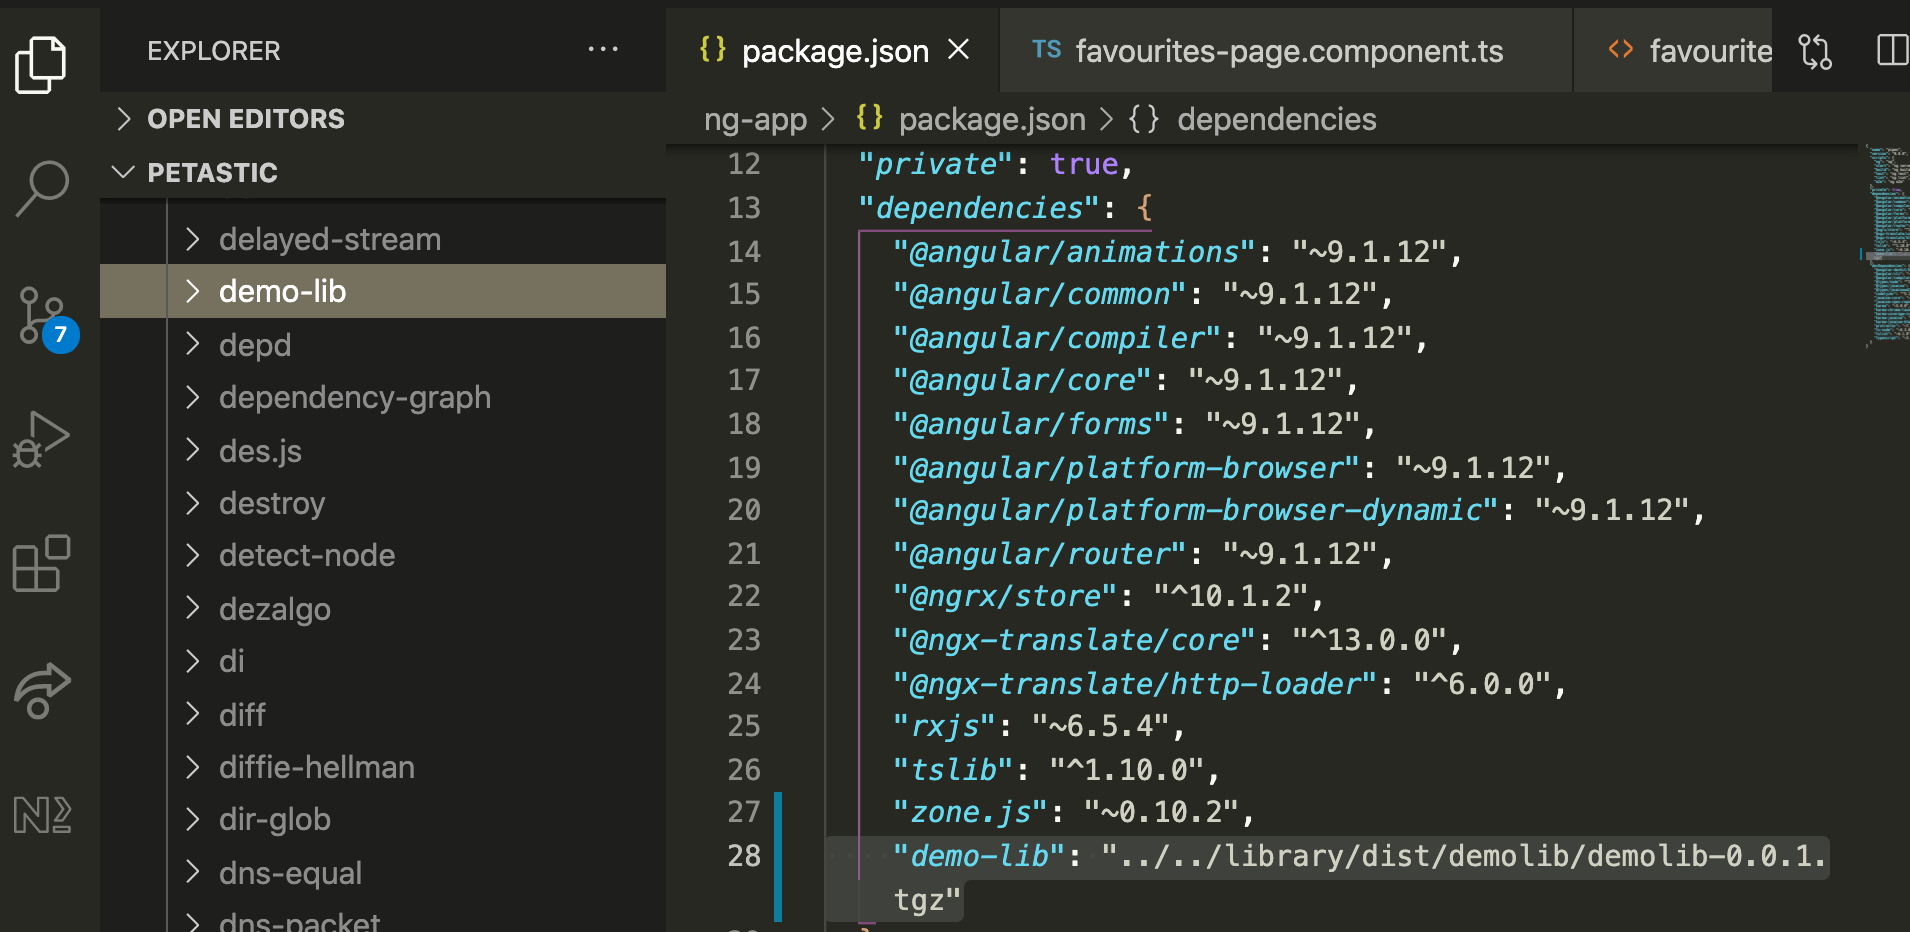 EXPLORER
OPEN EDITORS
PETASTIC
delayed-stream
demo-lib
depd
dependency-graph
des.js
destroy
detect-node
dezalgo
di
diff
diffie-hellman
dir-glob
dns-equal
dns-packet
7
{} package.json ×
TS favourites-page.component.ts
<> favourite
ng-app > {} package.json > {} dependencies
12 "private": true,
13 "dependencies": {
14 "@angular/animations": "~9.1.12",
15 "@angular/common": "~9.1.12",
16 "@angular/compiler": "~9.1.12",
17 "@angular/core": "~9.1.12",
18 "@angular/forms": "~9.1.12",
19 "@angular/platform-browser": "~9.1.12",
20 "@angular/platform-browser-dynamic": "~9.1.12",
21 "@angular/router": "~9.1.12",
22 "@ngrx/store": "^10.1.2",
23 "@ngx-translate/core": "^13.0.0",
24 "@ngx-translate/http-loader": "^6.0.0",
25 "rxjs": "~6.5.4",
26 "tslib": "^1.10.0",
27 "zone.js": "~0.10.2",
28 "demo-lib": "../../library/dist/demolib/demolib-0.0.1.
tgz"